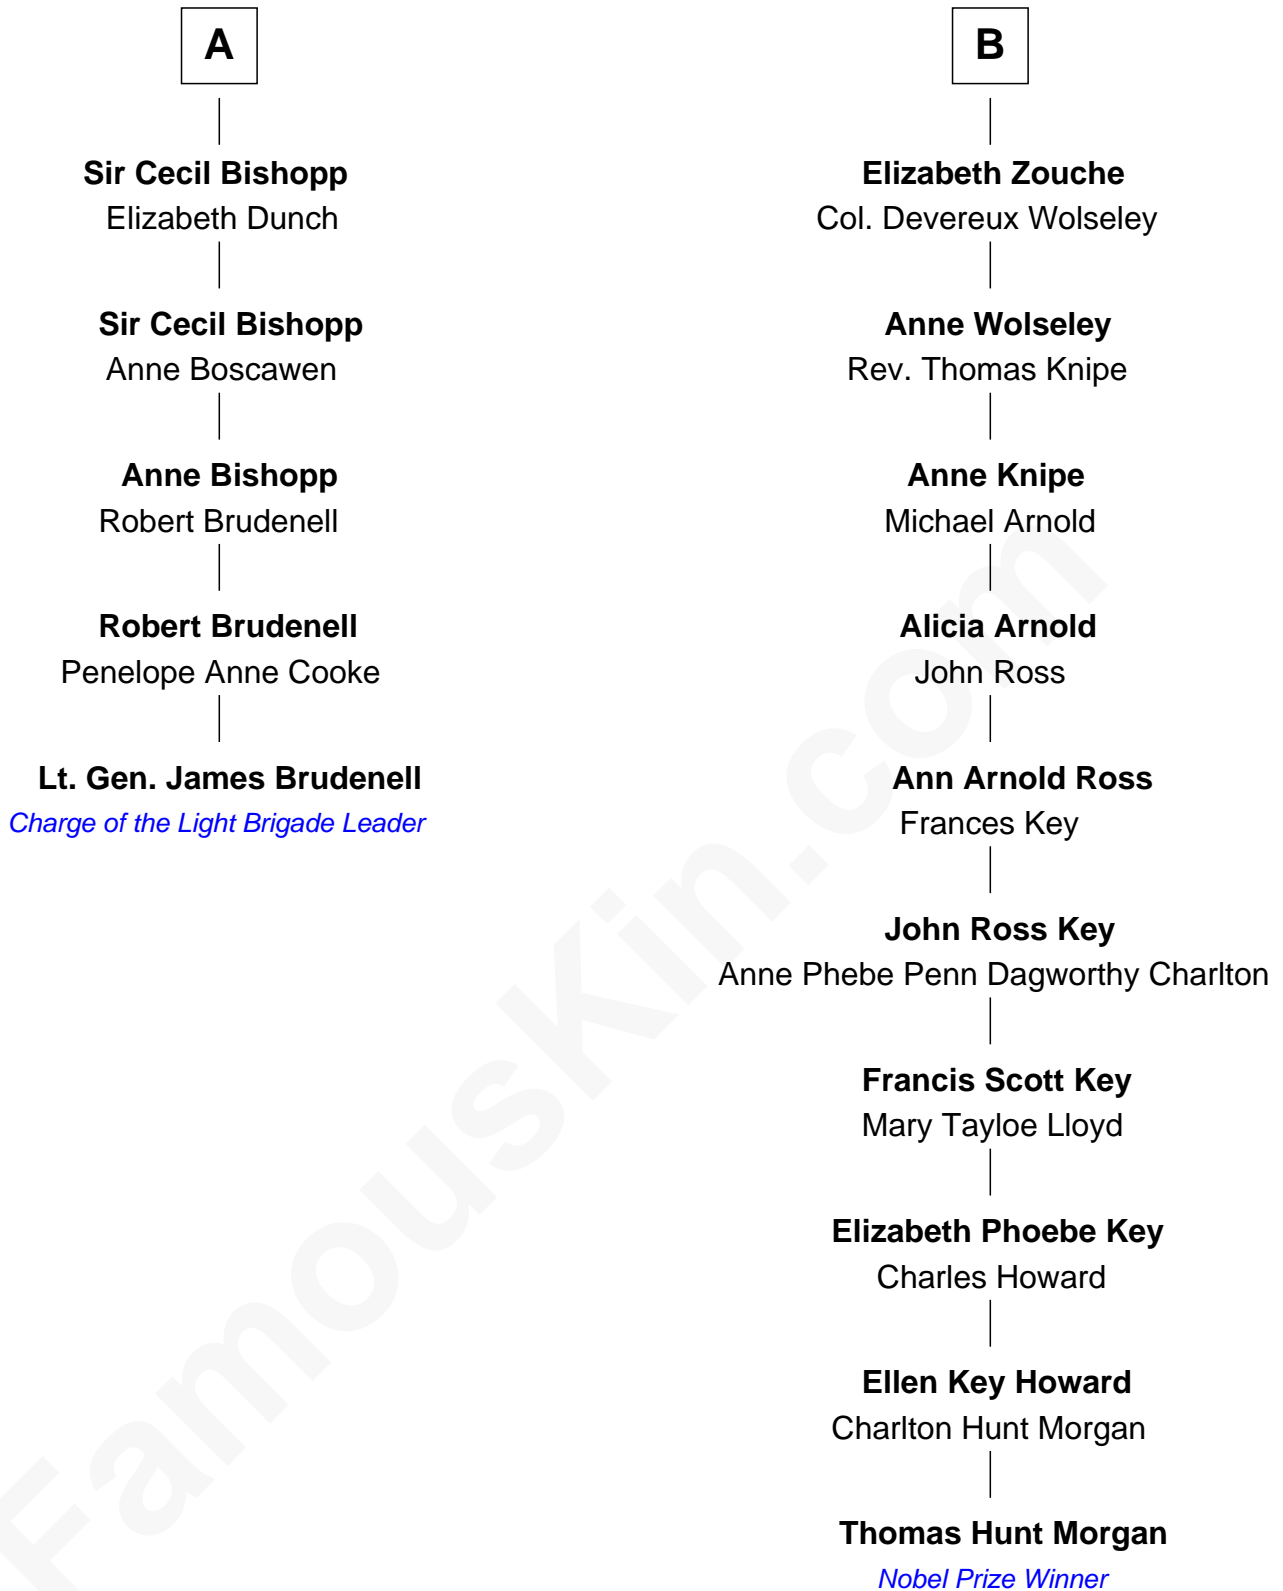 A
Sir Cecil Bishopp
Elizabeth Dunch
Sir Cecil Bishopp
Anne Boscawen
Anne Bishopp
Robert Brudenell
Robert Brudenell
Penelope Anne Cooke
Lt. Gen. James Brudenell
Charge of the Light Brigade Leader
B
Elizabeth Zouche
Col. Devereux Wolseley
Anne Wolseley
Rev. Thomas Knipe
Anne Knipe
Michael Arnold
Alicia Arnold
John Ross
Ann Arnold Ross
Frances Key
John Ross Key
Anne Phebe Penn Dagworthy Charlton
Francis Scott Key
Mary Tayloe Lloyd
Elizabeth Phoebe Key
Charles Howard
Ellen Key Howard
Charlton Hunt Morgan
Thomas Hunt Morgan
Nobel Prize Winner
FamousKin.com